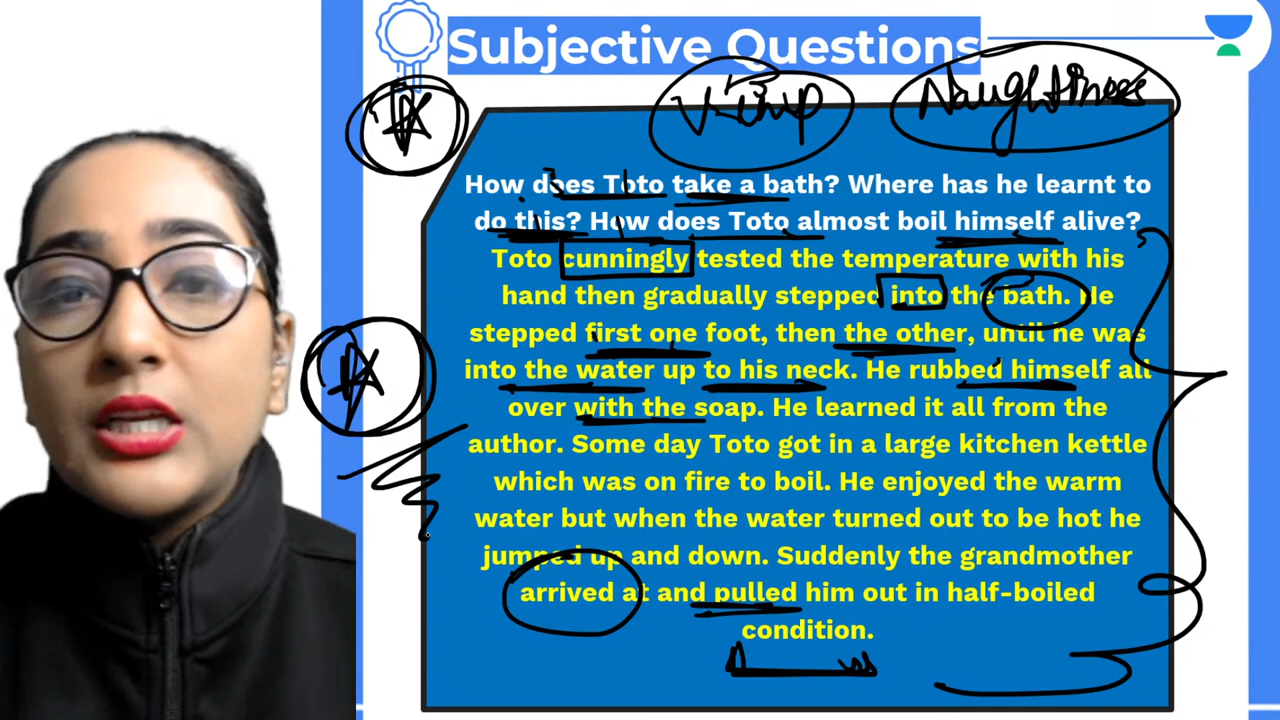 Subjective Questions
V-imp
Naughtiness
How does Toto take a bath? Where has he learnt to
do this? How does Toto almost boil himself alive?
Toto cunningly tested the temperature with his
hand then gradually stepped into the bath. He
stepped first one foot, then the other, until he was
into the water up to his neck. He rubbed himself all
over with the soap. He learned it all from the
author. Some day Toto got in a large kitchen kettle
which was on fire to boil. He enjoyed the warm
water but when the water turned out to be hot he
jumped up and down. Suddenly the grandmother
arrived at and pulled him out in half-boiled
condition.